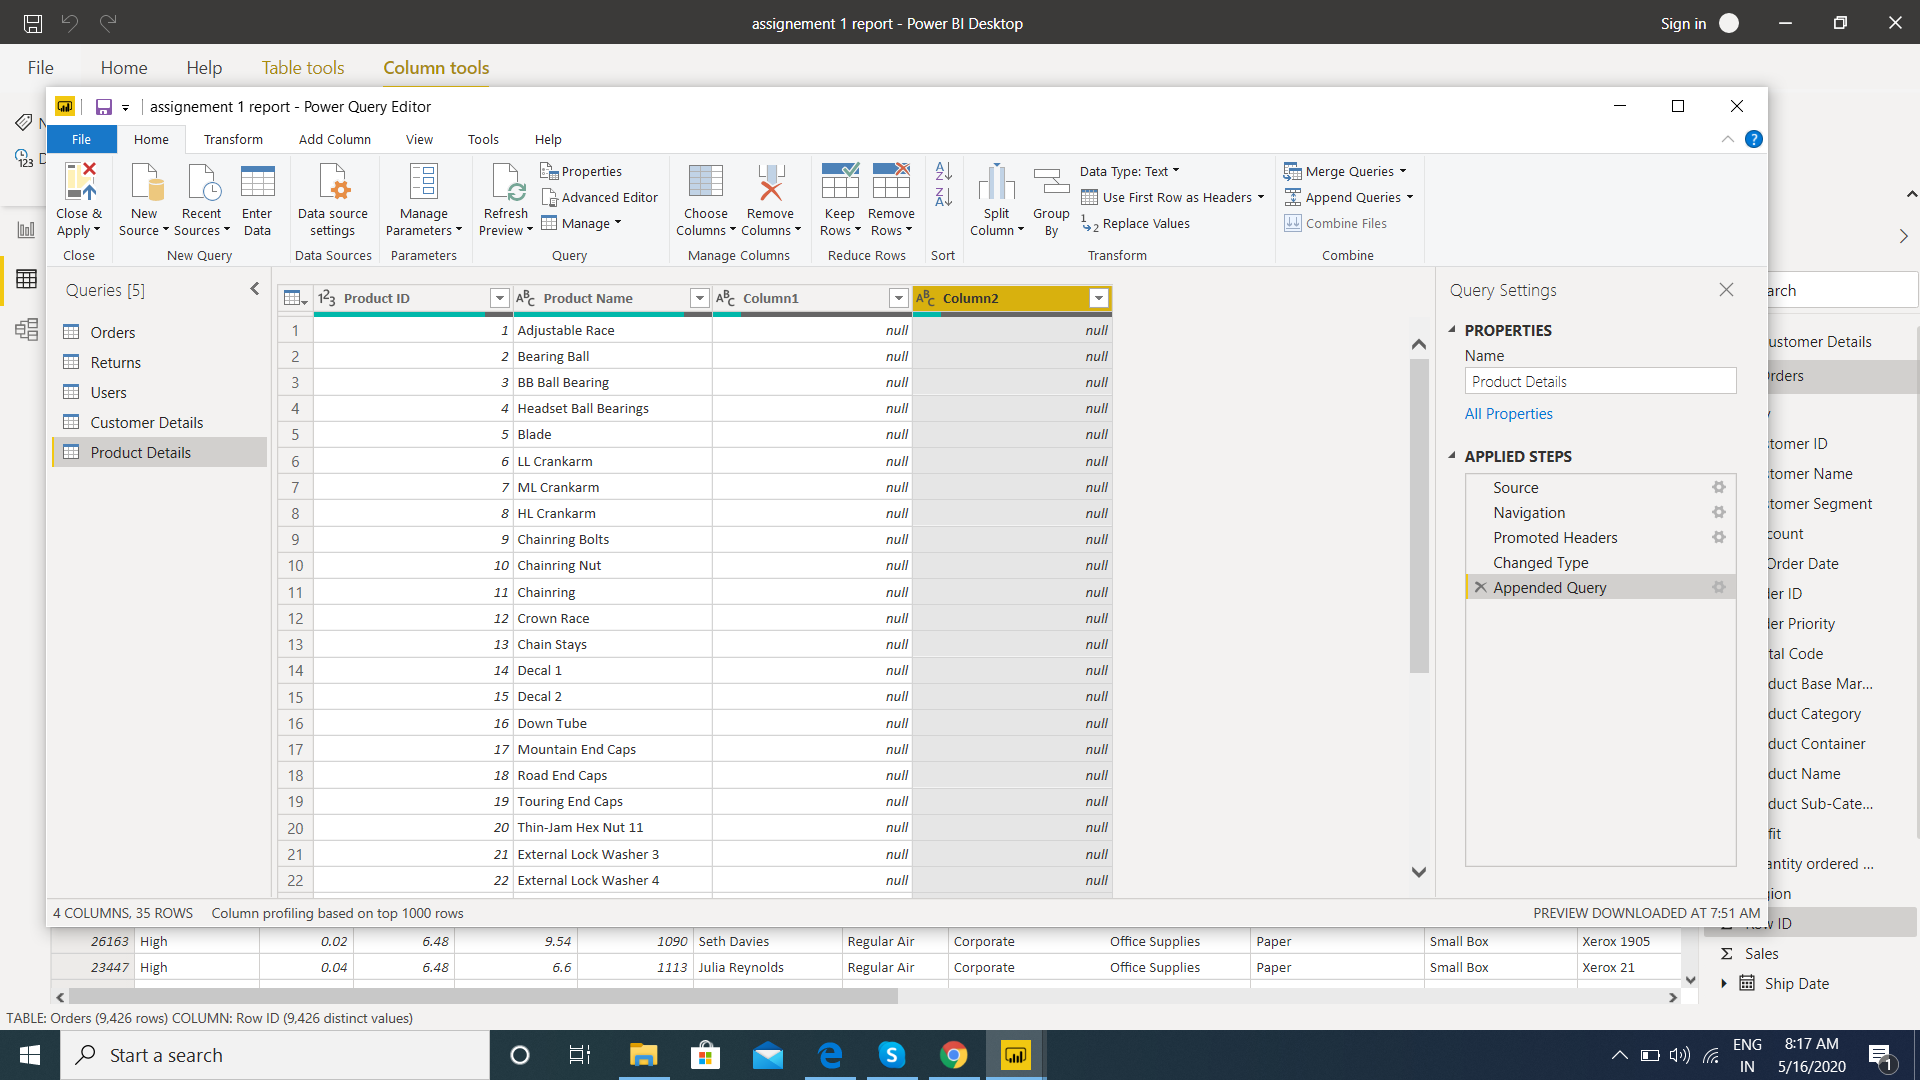 assignement 1 report - Power BI Desktop
Sign in
File Home Help Table tools Column tools
assignement 1 report - Power Query Editor
File Home Transform Add Column View Tools Help
Close & Apply
New Source
Recent Sources
Enter Data
Data source settings
Manage Parameters
Refresh Preview
Properties
Advanced Editor
Manage
Choose Columns
Remove Columns
Keep Rows
Remove Rows
Split Column
Group By
Data Type: Text
Use First Row as Headers
Replace Values
Merge Queries
Append Queries
Combine Files
Close New Query Data Sources Parameters Query Manage Columns Reduce Rows Sort Transform Combine
Queries [5]
Orders
Returns
Users
Customer Details
Product Details
Product ID Product Name Column1 Column2
1 1 Adjustable Race null null
2 2 Bearing Ball null null
3 3 BB Ball Bearing null null
4 4 Headset Ball Bearings null null
5 5 Blade null null
6 6 LL Crankarm null null
7 7 ML Crankarm null null
8 8 HL Crankarm null null
9 9 Chainring Bolts null null
10 10 Chainring Nut null null
11 11 Chainring null null
12 12 Crown Race null null
13 13 Chain Stays null null
14 14 Decal 1 null null
15 15 Decal 2 null null
16 16 Down Tube null null
17 17 Mountain End Caps null null
18 18 Road End Caps null null
19 19 Touring End Caps null null
20 20 Thin-Jam Hex Nut 11 null null
21 21 External Lock Washer 3 null null
22 22 External Lock Washer 4 null null
Query Settings
PROPERTIES
Name
Product Details
All Properties
APPLIED STEPS
Source
Navigation
Promoted Headers
Changed Type
Appended Query
4 COLUMNS, 35 ROWS Column profiling based on top 1000 rows
PREVIEW DOWNLOADED AT 7:51 AM
arch
ustomer Details
rders
y
stomer ID
tomer Name
tomer Segment
count
Order Date
er ID
er Priority
tal Code
duct Base Mar...
duct Category
duct Container
duct Name
duct Sub-Cate...
fit
antity ordered ...
gion
Row ID
Σ Sales
Ship Date
26163 High 0.02 6.48 9.54 1090 Seth Davies Regular Air Corporate Office Supplies Paper Small Box Xerox 1905
23447 High 0.04 6.48 6.6 1113 Julia Reynolds Regular Air Corporate Office Supplies Paper Small Box Xerox 21
TABLE: Orders (9,426 rows) COLUMN: Row ID (9,426 distinct values)
Start a search
ENG
IN
8:17 AM
5/16/2020
1